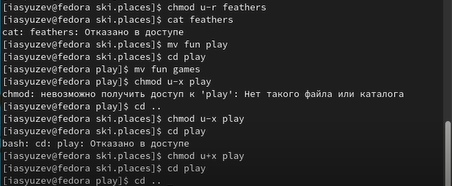 [iasyuzev@fedora ski.places]$ chmod u-r feathers
[iasyuzev@fedora ski.places]$ cat feathers
cat: feathers: Отказано в доступе
[iasyuzev@fedora ski.places]$ mv fun play
[iasyuzev@fedora ski.places]$ cd play
[iasyuzev@fedora play]$ mv fun games
[iasyuzev@fedora play]$ chmod u-x play
chmod: невозможно получить доступ к 'play': Нет такого файла или каталога
[iasyuzev@fedora play]$ cd ..
[iasyuzev@fedora ski.places]$ chmod u-x play
[iasyuzev@fedora ski.places]$ cd play
bash: cd: play: Отказано в доступе
[iasyuzev@fedora ski.places]$ chmod u+x play
[iasyuzev@fedora ski.places]$ cd play
[iasyuzev@fedora play]$ cd ..